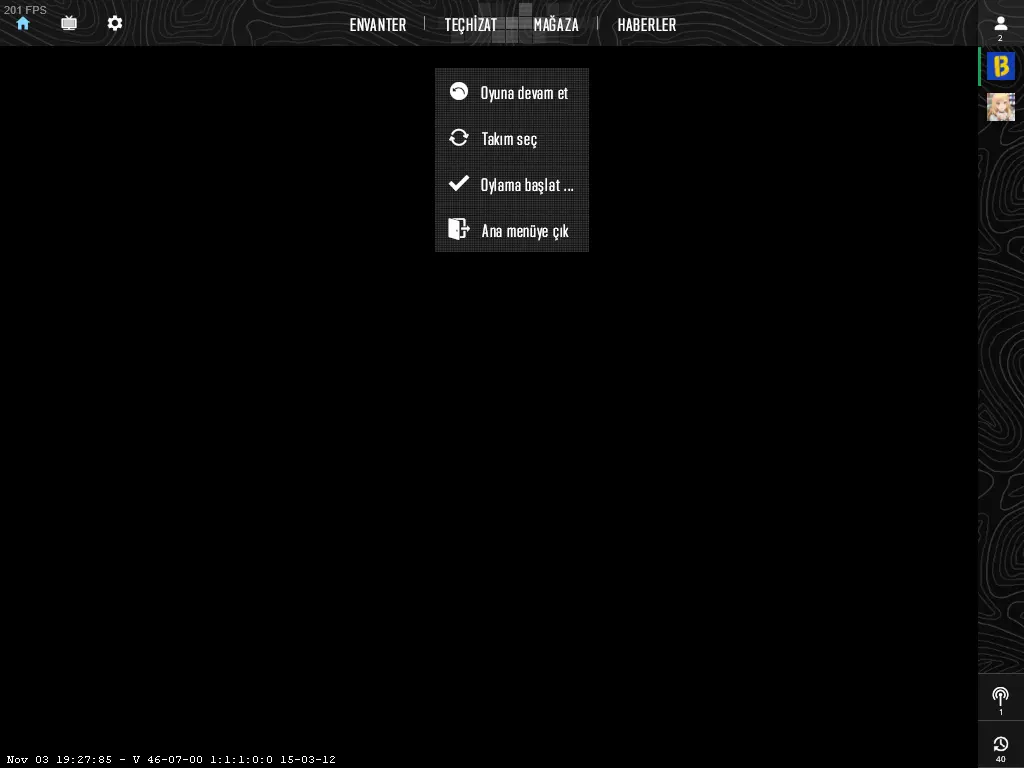 201 FPS
ENVANTER
TEÇHİZAT
MAĞAZA
HABERLER
2
B
Oyuna devam et
Takım seç
Oylama başlat ...
Ana menüye çık
1
40
Nov 03 19:27:85 - V 46-07-00 1:1:1:0:0 15-03-12